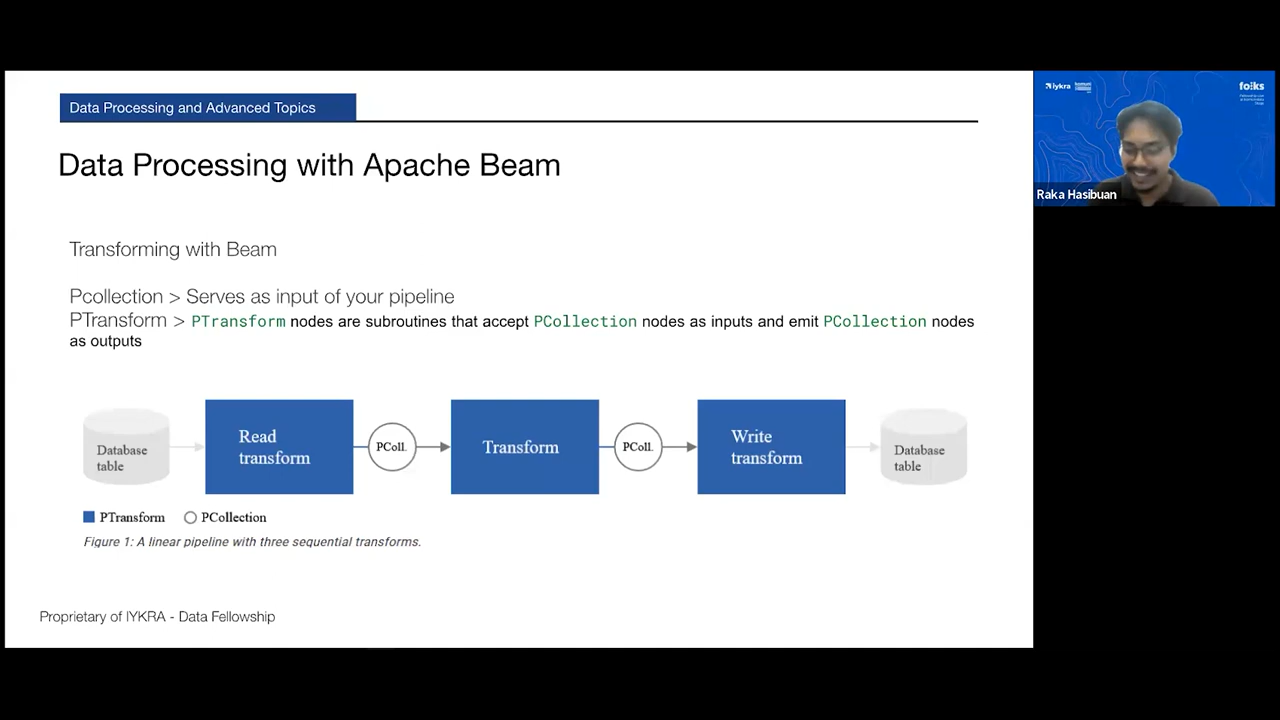 Data Processing and Advanced Topics
Data Processing with Apache Beam
Transforming with Beam
Pcollection > Serves as input of your pipeline
PTransform > PTransform nodes are subroutines that accept PCollection nodes as inputs and emit PCollection nodes
as outputs
Database
table
Read
transform
PColl.
Transform
PColl.
Write
transform
Database
table
PTransform
PCollection
Figure 1: A linear pipeline with three sequential transforms.
Proprietary of IYKRA - Data Fellowship
iykra
fo:ks
Raka Hasibuan